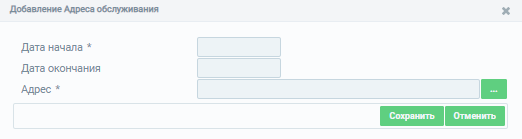 Добавление Адреса обслуживания ✖
Дата начала *
Дата окончания
Адрес * ...
Сохранить Отменить